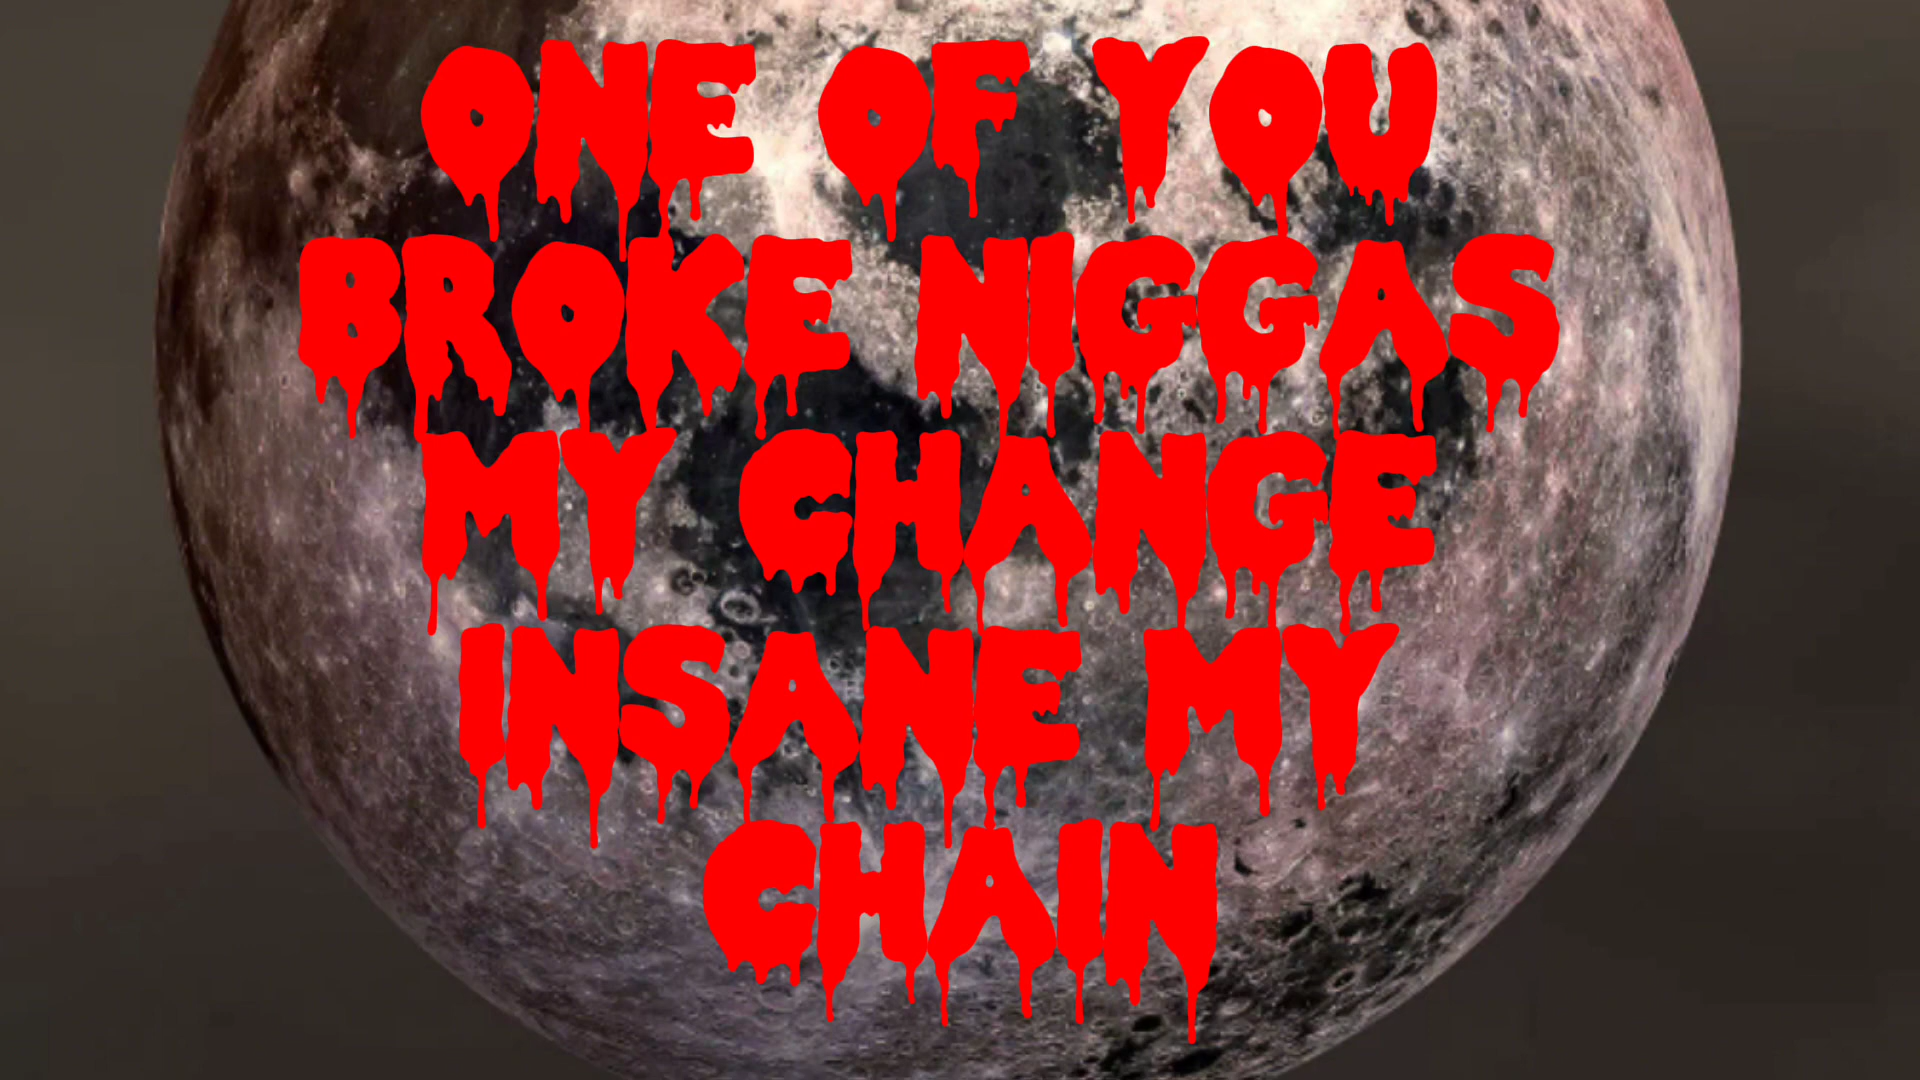 ONE OF YOU
BROKE NIGGAS
MY CHANGE
INSANE MY
CHAIN